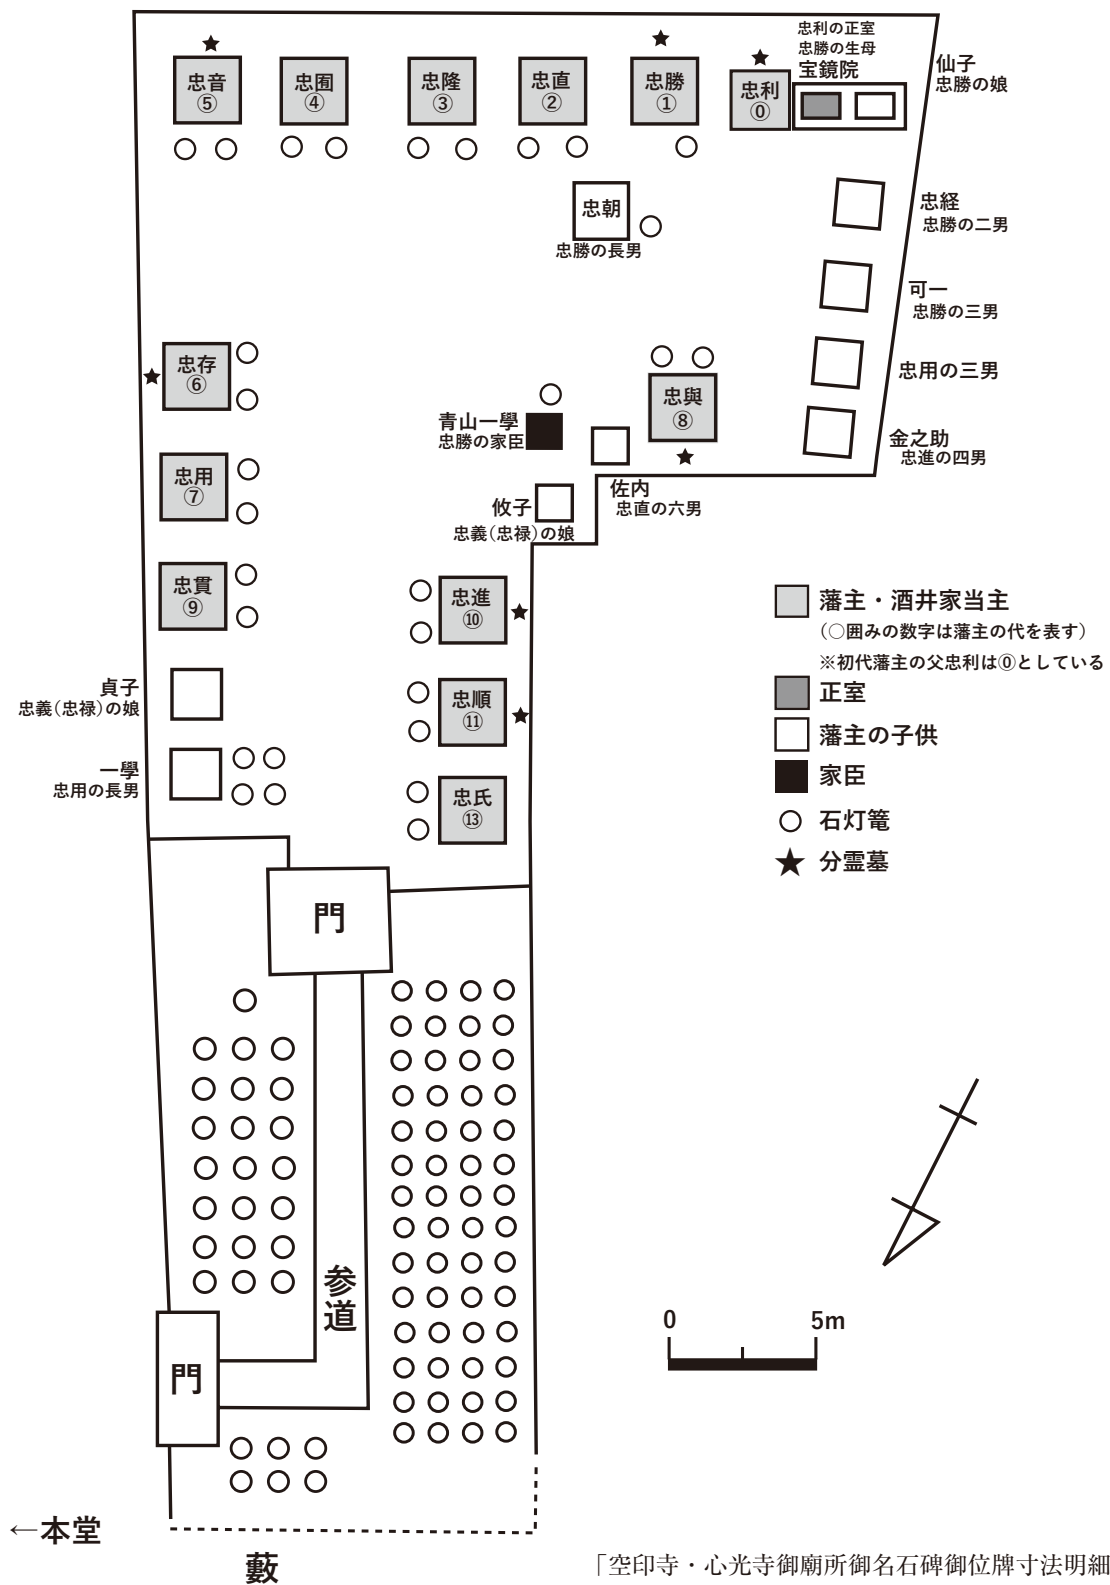 忠利の正室
忠勝の生母
宝鏡院
仙子
忠勝の娘
忠音
⑤
忠囿
④
忠隆
③
忠直
②
忠勝
①
忠利
⓪
忠朝
忠勝の長男
忠経
忠勝の二男
可一
忠勝の三男
忠用の三男
金之助
忠進の四男
忠存
⑥
忠與
⑧
青山一學
忠勝の家臣
忠用
⑦
佐内
忠直の六男
攸子
忠義(忠禄)の娘
忠貫
⑨
忠進
⑩
貞子
忠義(忠禄)の娘
忠順
⑪
一學
忠用の長男
忠氏
⑬
藩主・酒井家当主
(○囲みの数字は藩主の代を表す)
※初代藩主の父忠利は⓪としている
正室
藩主の子供
家臣
石灯篭
分霊墓
門
参道
門
0 5m
←本堂
藪
「空印寺・心光寺御廟所御名石碑御位牌寸法明細